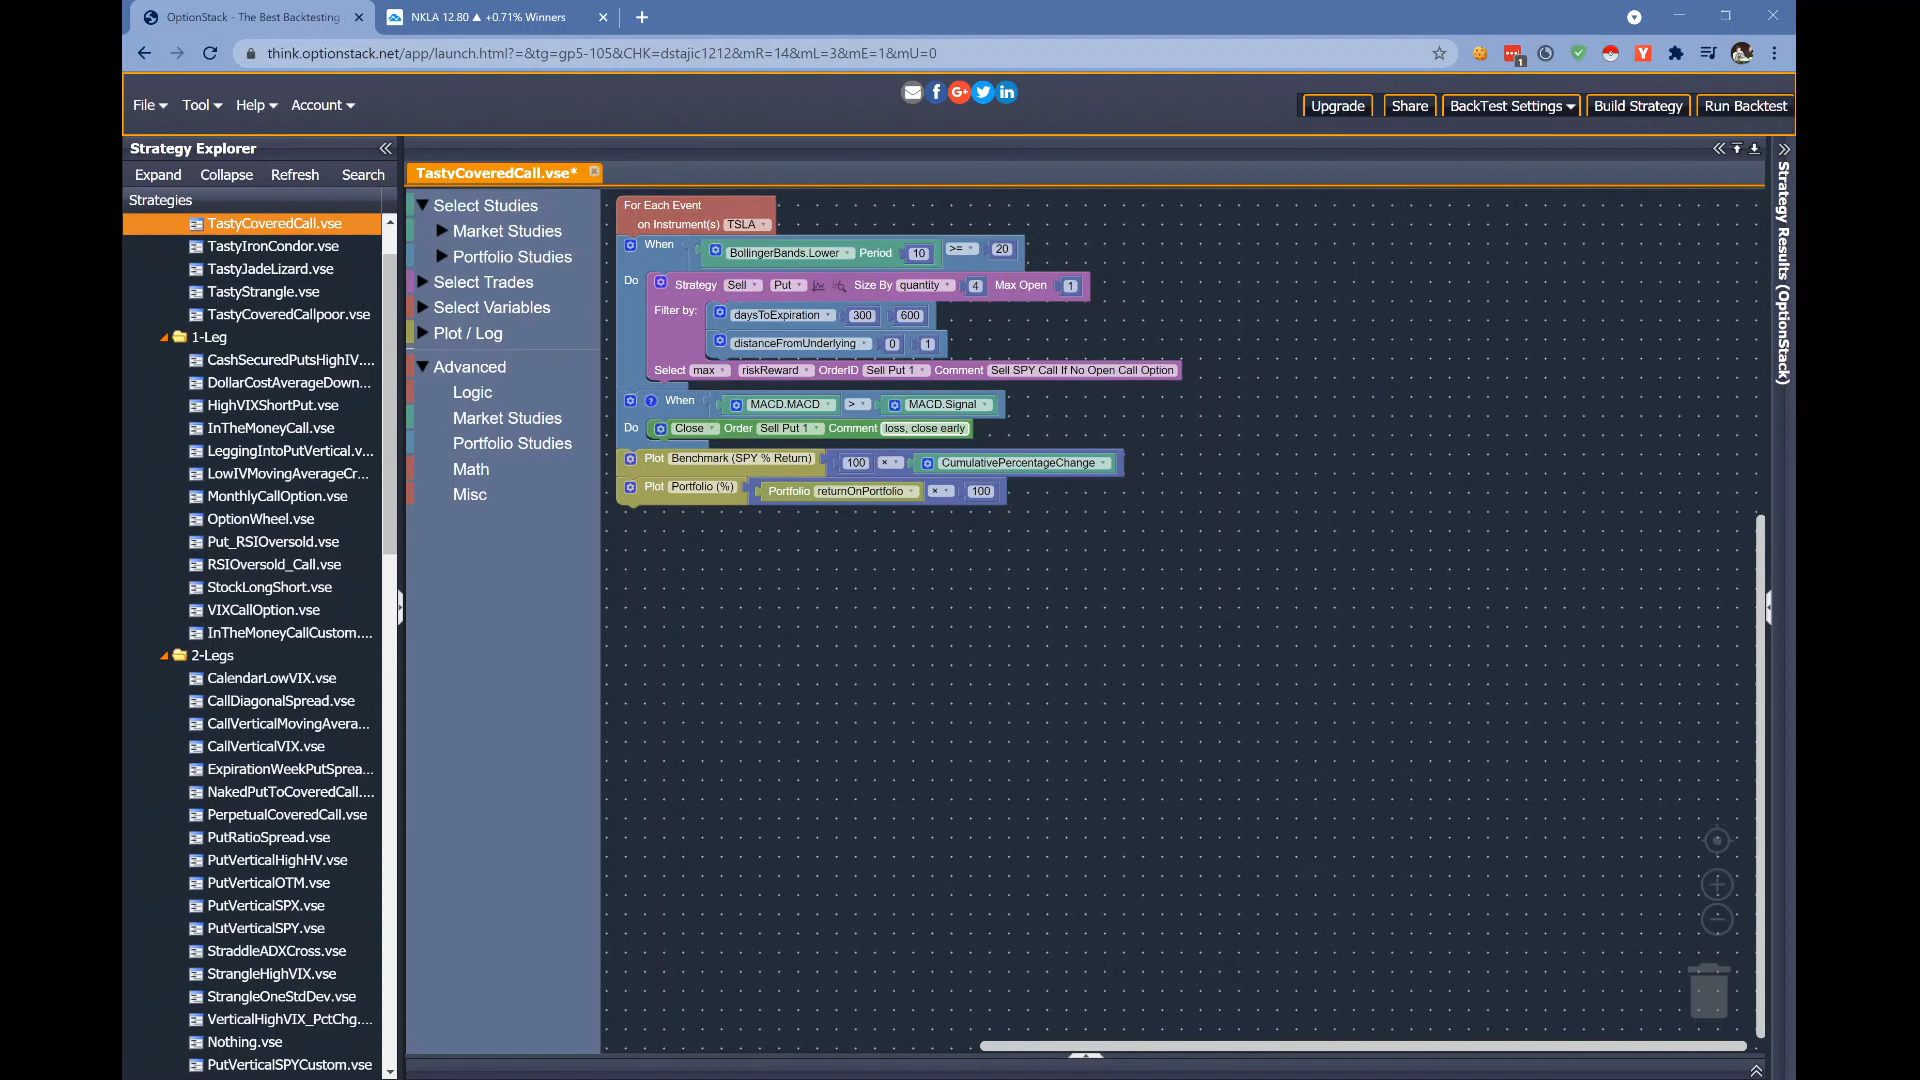 OptionStack - The Best Backtesting
NKLA 12.80 ▲ +0.71% Winners
think.optionstack.net/app/launch.html?=&tg=gp5-105&CHK=dstajic1212&mR=14&mL=3&mE=1&mU=0
1
File
Tool
Help
Account
Upgrade
Share
BackTest Settings
Build Strategy
Run Backtest
Strategy Explorer
Expand
Collapse
Refresh
Search
Strategies
TastyCoveredCall.vse
TastyIronCondor.vse
TastyJadeLizard.vse
TastyStrangle.vse
TastyCoveredCallpoor.vse
1-Leg
CashSecuredPutsHighIV....
DollarCostAverageDown...
HighVIXShortPut.vse
InTheMoneyCall.vse
LeggingIntoPutVertical.v...
LowIVMovingAverageCr...
MonthlyCallOption.vse
OptionWheel.vse
Put_RSIOversold.vse
RSIOversold_Call.vse
StockLongShort.vse
VIXCallOption.vse
InTheMoneyCallCustom....
2-Legs
CalendarLowVIX.vse
CallDiagonalSpread.vse
CallVerticalMovingAvera...
CallVerticalVIX.vse
ExpirationWeekPutSprea...
NakedPutToCoveredCall....
PerpetualCoveredCall.vse
PutRatioSpread.vse
PutVerticalHighHV.vse
PutVerticalOTM.vse
PutVerticalSPX.vse
PutVerticalSPY.vse
StraddleADXCross.vse
StrangleHighVIX.vse
StrangleOneStdDev.vse
VerticalHighVIX_PctChg....
Nothing.vse
PutVerticalSPYCustom.vse
TastyCoveredCall.vse*
Select Studies
Market Studies
Portfolio Studies
Select Trades
Select Variables
Plot / Log
Advanced
Logic
Market Studies
Portfolio Studies
Math
Misc
For Each Event
on Instrument(s) TSLA
When BollingerBands.Lower Period 10 >= 20
Do Strategy Sell Put Size By quantity 4 Max Open 1
Filter by: daysToExpiration 300 600
distanceFromUnderlying 0 1
Select max riskReward OrderID Sell Put 1 Comment Sell SPY Call If No Open Call Option
? When MACD.MACD > MACD.Signal
Do Close Order Sell Put 1 Comment loss, close early
Plot Benchmark (SPY % Return) 100 × CumulativePercentageChange
Plot Portfolio (%) Portfolio returnOnPortfolio × 100
Strategy Results (OptionStack)